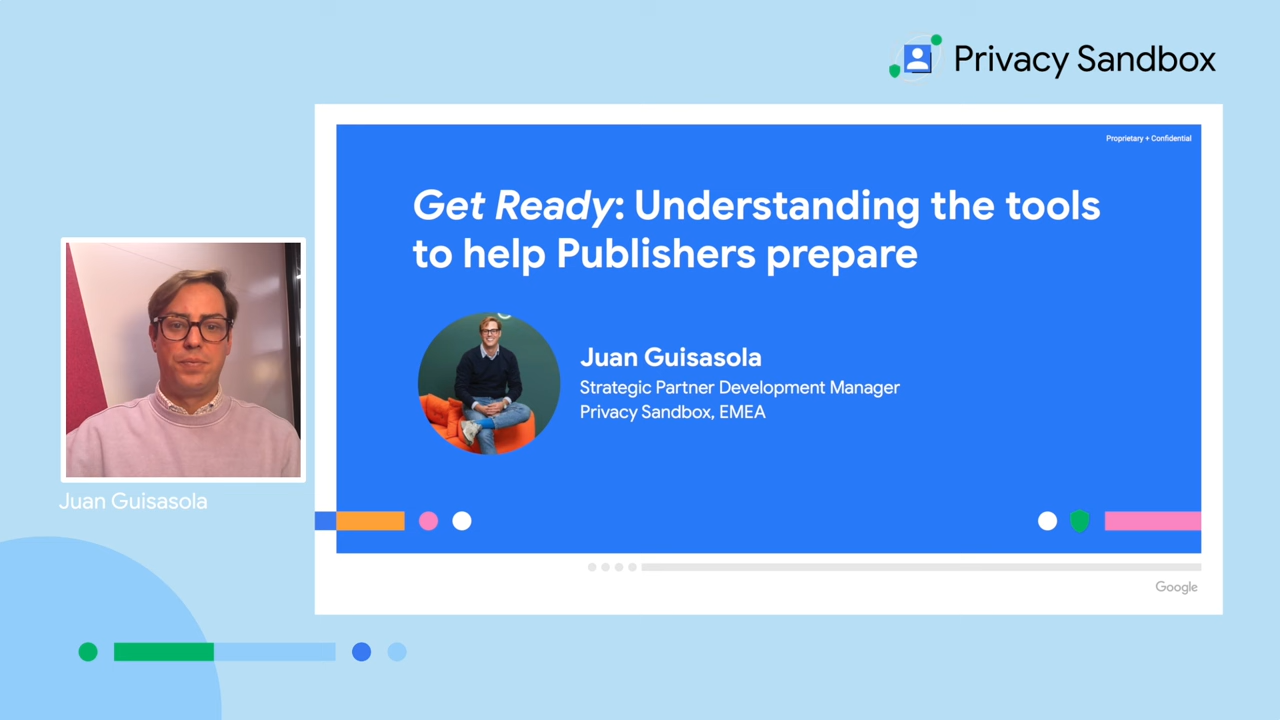 Privacy Sandbox
Proprietary + Confidential
Get Ready: Understanding the tools
to help Publishers prepare
Juan Guisasola
Strategic Partner Development Manager
Privacy Sandbox, EMEA
Juan Guisasola
Google